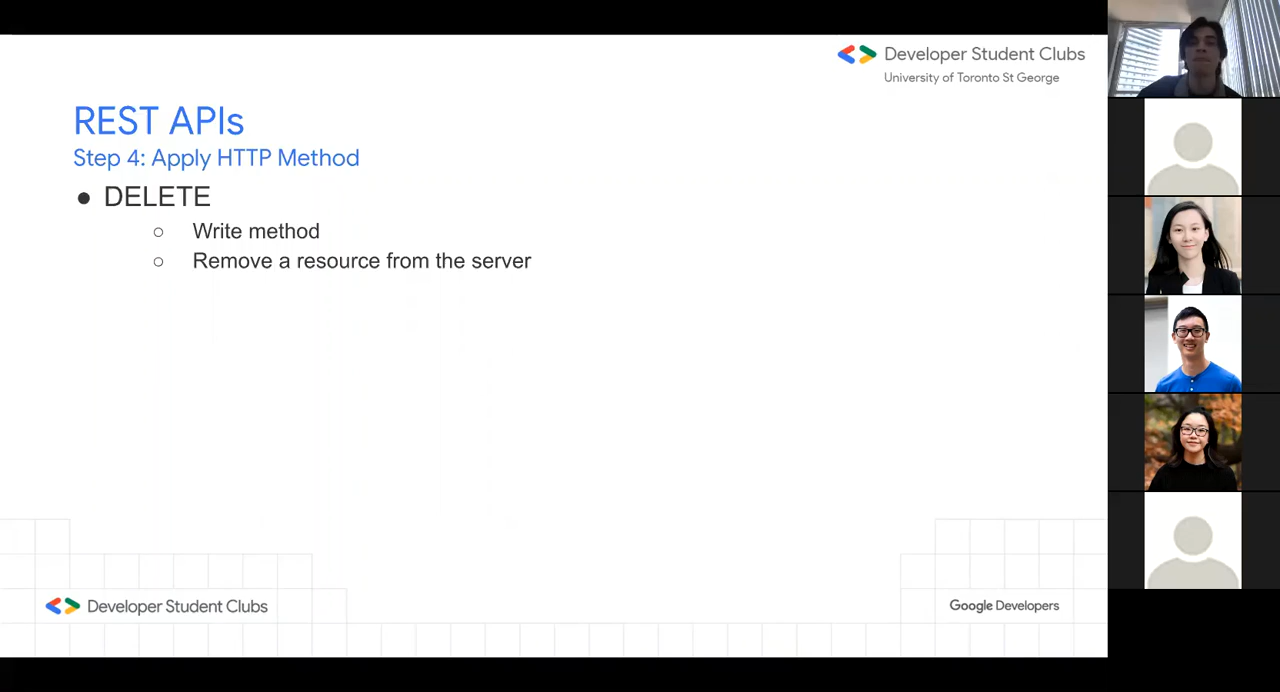 Developer Student Clubs
University of Toronto St George
REST APIs
Step 4: Apply HTTP Method
● DELETE
○ Write method
○ Remove a resource from the server
Developer Student Clubs
Google Developers